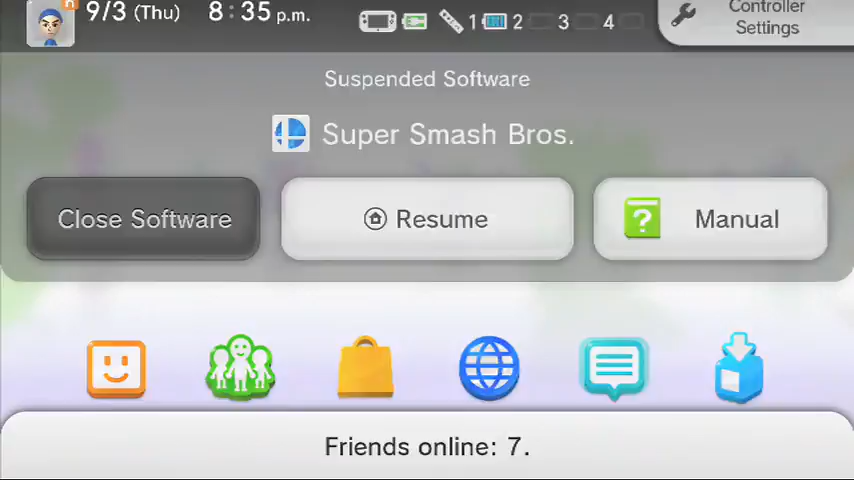 9/3 (Thu) 8:35 p.m. 1 2 3 4
Controller
Settings
Suspended Software
Super Smash Bros.
Close Software
Resume
? Manual
Friends online: 7.